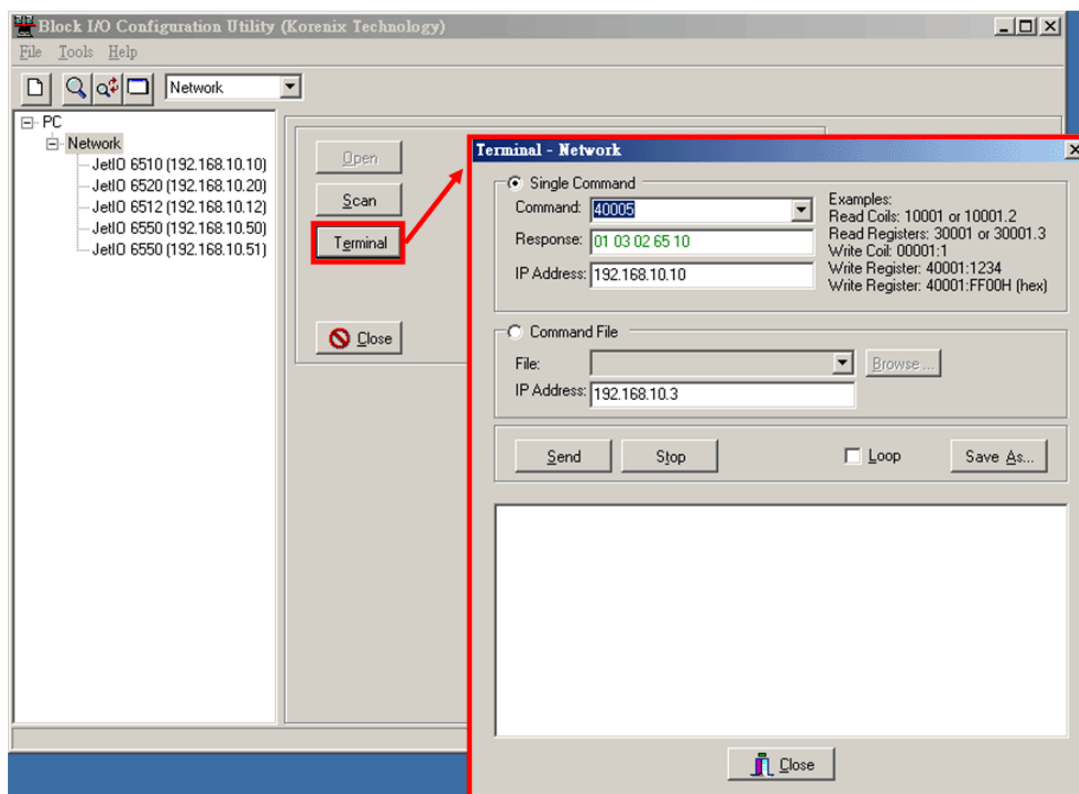 Block I/O Configuration Utility (Korenix Technology)
File Tools Help
Network
PC
Network
JetIO 6510 (192.168.10.10)
JetIO 6520 (192.168.10.20)
JetIO 6512 (192.168.10.12)
JetIO 6550 (192.168.10.50)
JetIO 6550 (192.168.10.51)
Open
Scan
Terminal
Close
Terminal - Network
Single Command
Command: 40005
Response: 01 03 02 65 10
IP Address: 192.168.10.10
Examples:
Read Coils: 10001 or 10001.2
Read Registers: 30001 or 30001.3
Write Coil: 00001:1
Write Register: 40001:1234
Write Register: 40001:FF00H (hex)
Command File
File:
Browse ...
IP Address: 192.168.10.3
Send Stop Loop Save As...
Close